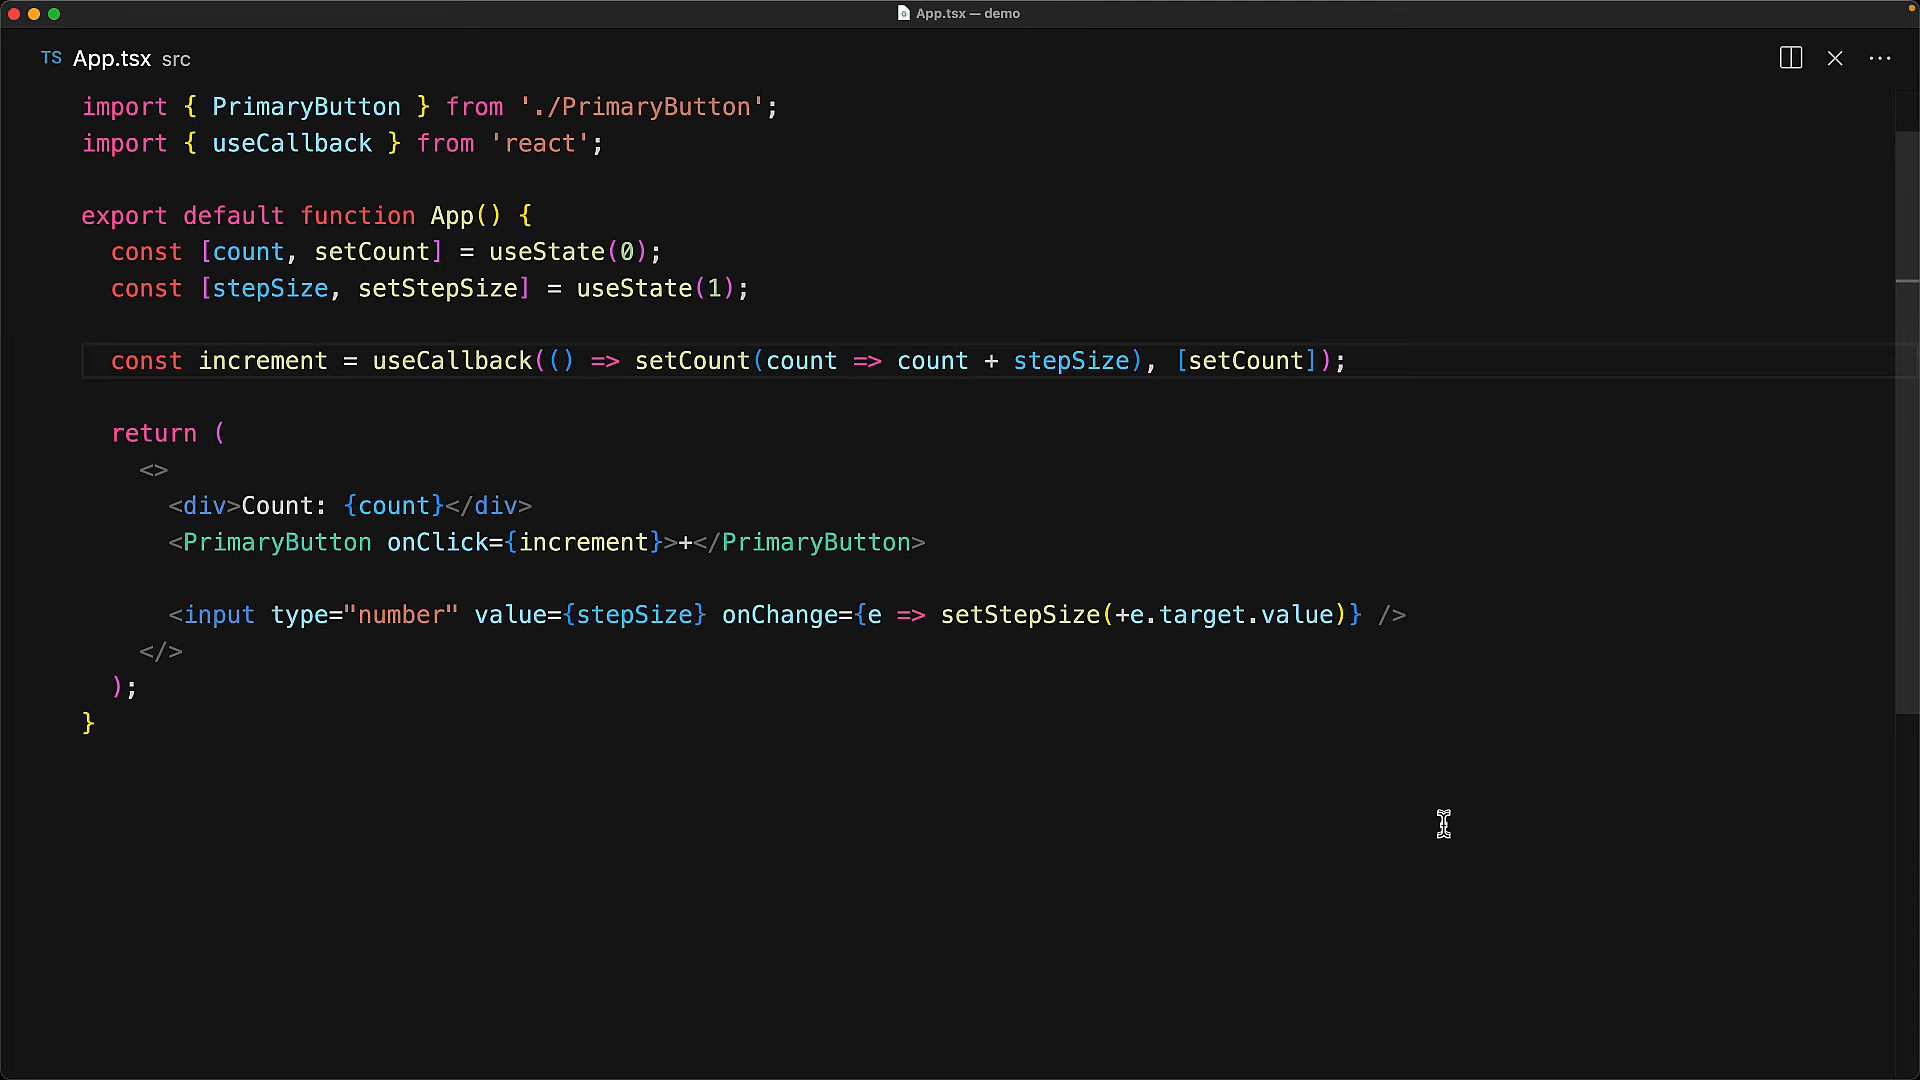 App.tsx — demo
TS App.tsx src
import { PrimaryButton } from './PrimaryButton';
import { useCallback } from 'react';
export default function App() {
const [count, setCount] = useState(0);
const [stepSize, setStepSize] = useState(1);
const increment = useCallback(() => setCount(count => count + stepSize), [setCount]);
return (
<>
<div>Count: {count}</div>
<PrimaryButton onClick={increment}>+</PrimaryButton>
<input type="number" value={stepSize} onChange={e => setStepSize(+e.target.value)} />
</>
);
}